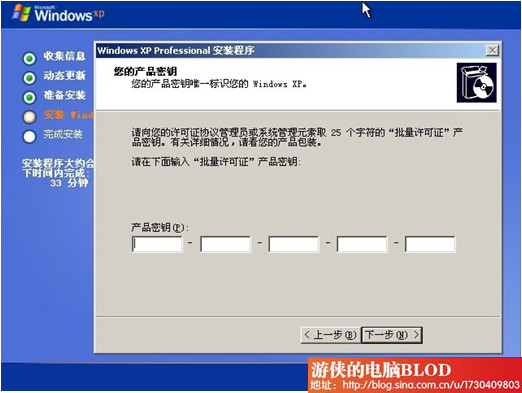 Microsoft
Windows xp
收集信息
动态更新
准备安装
安装 Wind
完成安装
安装程序大约会
下时间内完成:
33 分钟
Windows XP Professional 安装程序
您的产品密钥
您的产品密钥唯一标识您的 Windows XP。
请向您的许可证协议管理员或系统管理元索取 25 个字符的“批量许可证”产
品密钥。有关详细情况，请看您的产品包装。
请在下面输入“批量许可证”产品密钥:
产品密钥(P):
- - - -
< 上一步(B) 下一步(N) >
游侠的电脑BLOD
地址：http://blog.sina.com.cn/u/1730409803